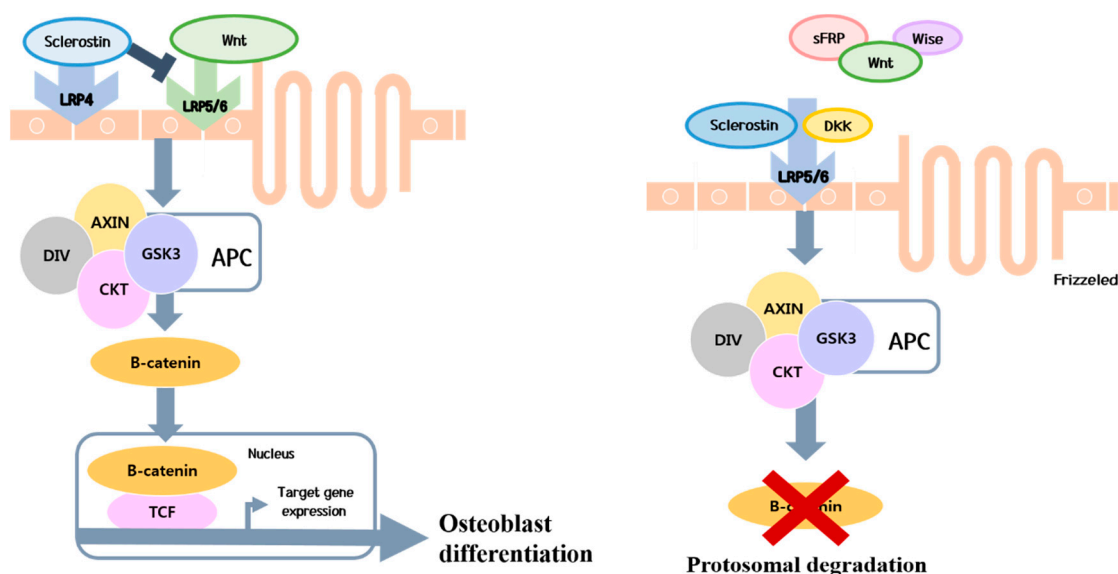 Sclerostin
Wnt
LRP4
LRP5/6
AXIN
DIV
GSK3
APC
CKT
B-catenin
B-catenin
Nucleus
TCF
Target gene
expression
Osteoblast
differentiation
sFRP
Wise
Wnt
Sclerostin
DKK
LRP5/6
Frizzeled
AXIN
DIV
GSK3
APC
CKT
B-catenin
Protosomal degradation